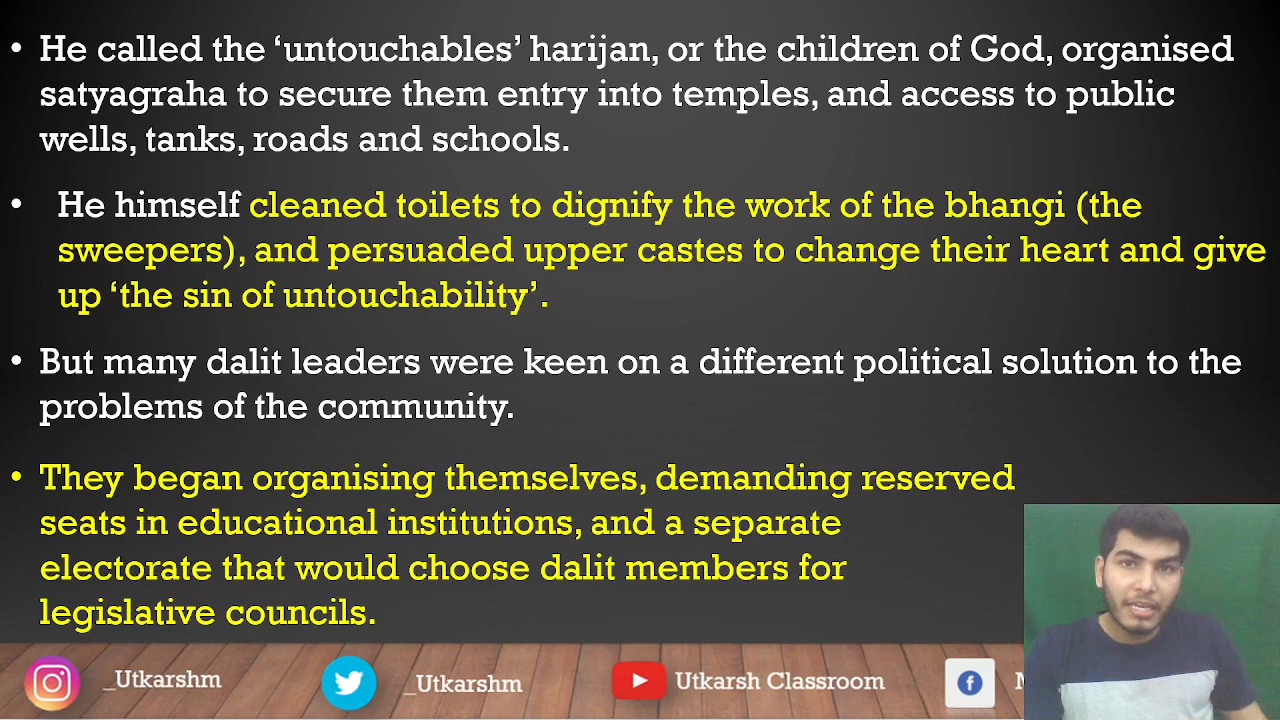 • He called the ‘untouchables’ harijan, or the children of God, organised
satyagraha to secure them entry into temples, and access to public
wells, tanks, roads and schools.
• He himself cleaned toilets to dignify the work of the bhangi (the
sweepers), and persuaded upper castes to change their heart and give
up ‘the sin of untouchability’.
• But many dalit leaders were keen on a different political solution to the
problems of the community.
• They began organising themselves, demanding reserved
seats in educational institutions, and a separate
electorate that would choose dalit members for
legislative councils.
_Utkarshm
_Utkarshm
Utkarsh Classroom